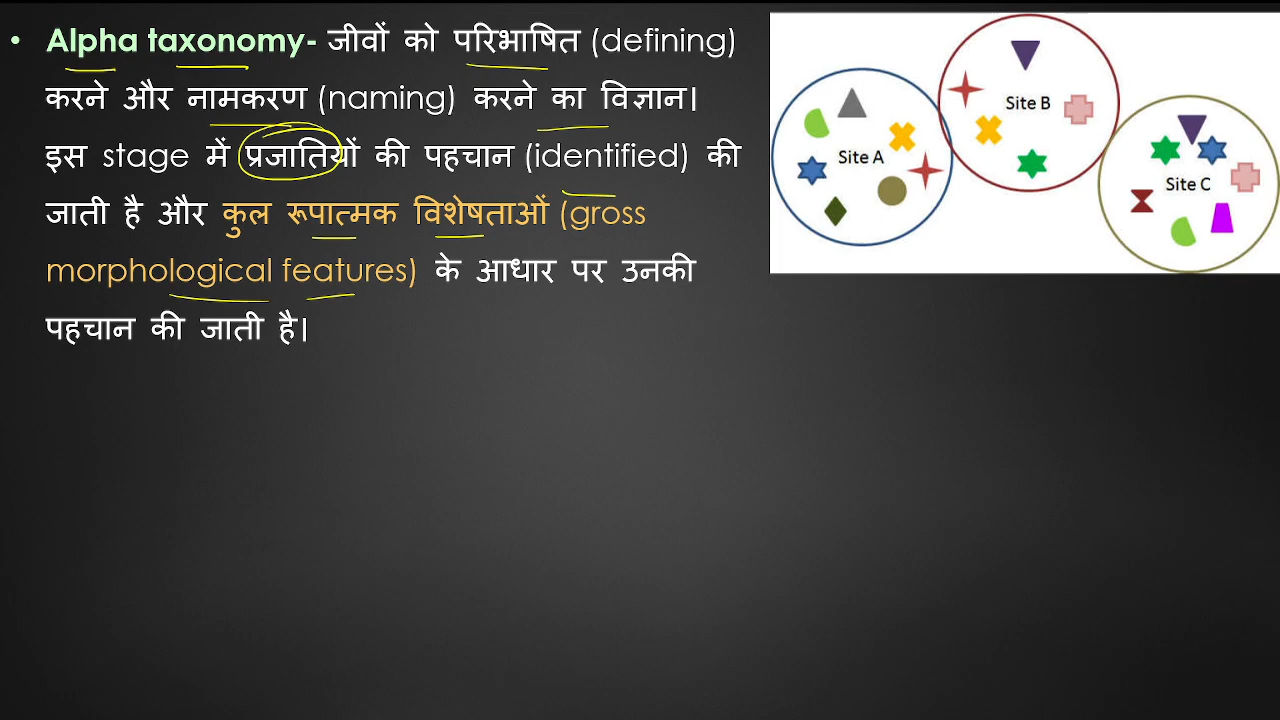 • Alpha taxonomy- जीवों को परिभाषित (defining)
करने और नामकरण (naming) करने का विज्ञान।
इस stage में प्रजातियों की पहचान (identified) की
जाती है और कुल रूपात्मक विशेषताओं (gross
morphological features) के आधार पर उनकी
पहचान की जाती है।
Site A
Site B
Site C